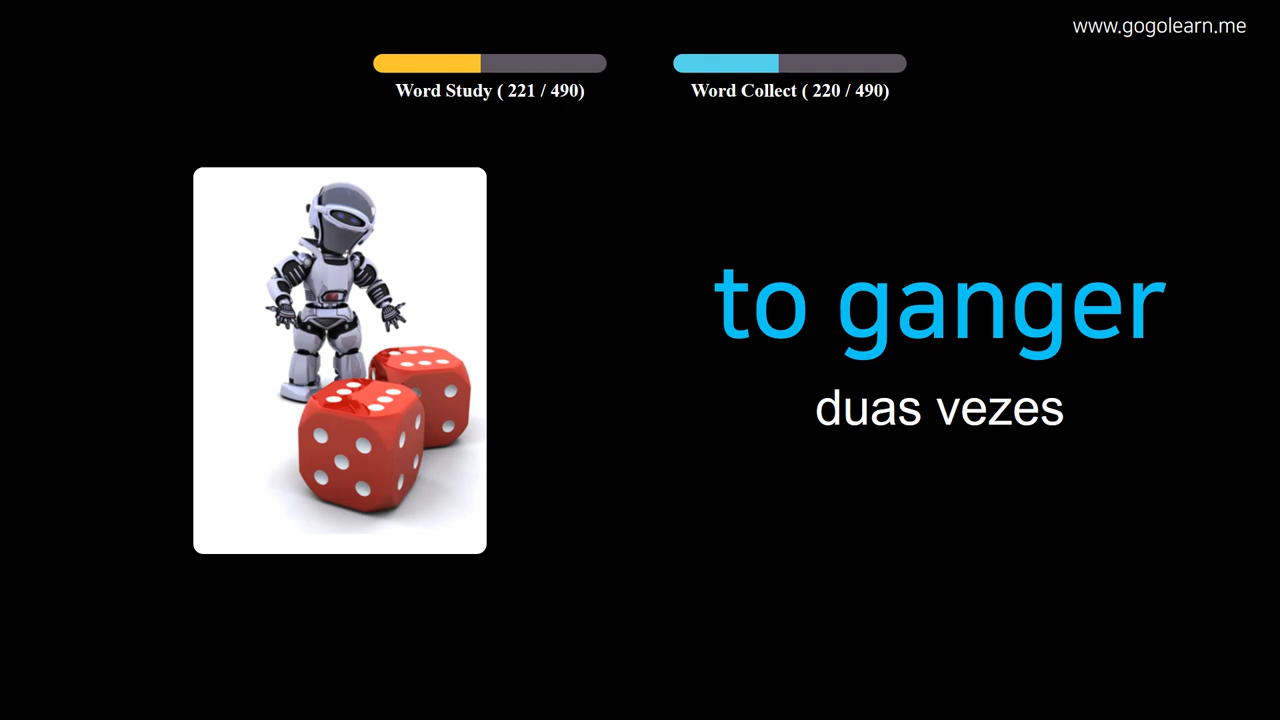 www.gogolearn.me
Word Study ( 221 / 490)
Word Collect ( 220 / 490)
to ganger
duas vezes